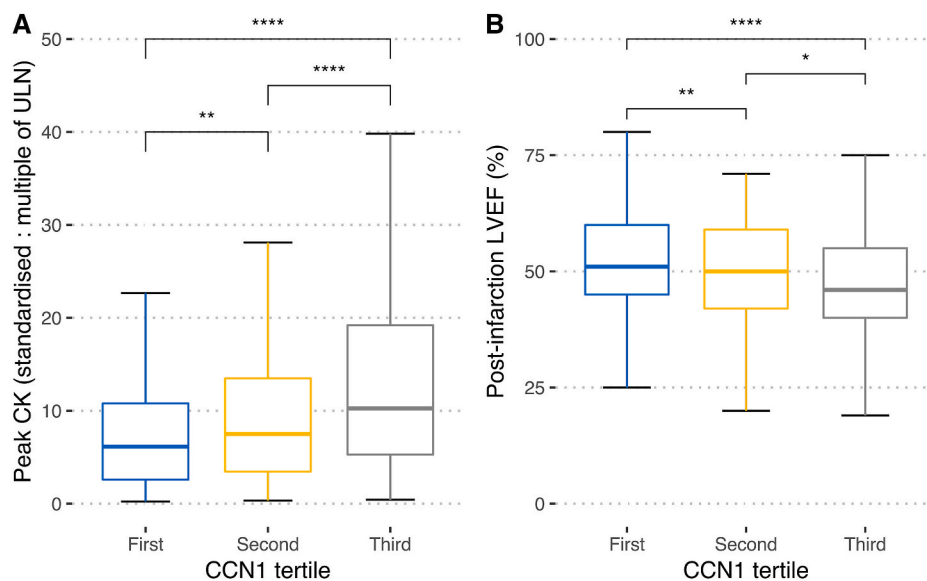 A
Peak CK (standardised : multiple of ULN)
50
40
30
20
10
0
****
****
**
First Second Third
CCN1 tertile
B
Post-infarction LVEF (%)
100
75
50
25
0
****
*
**
First Second Third
CCN1 tertile